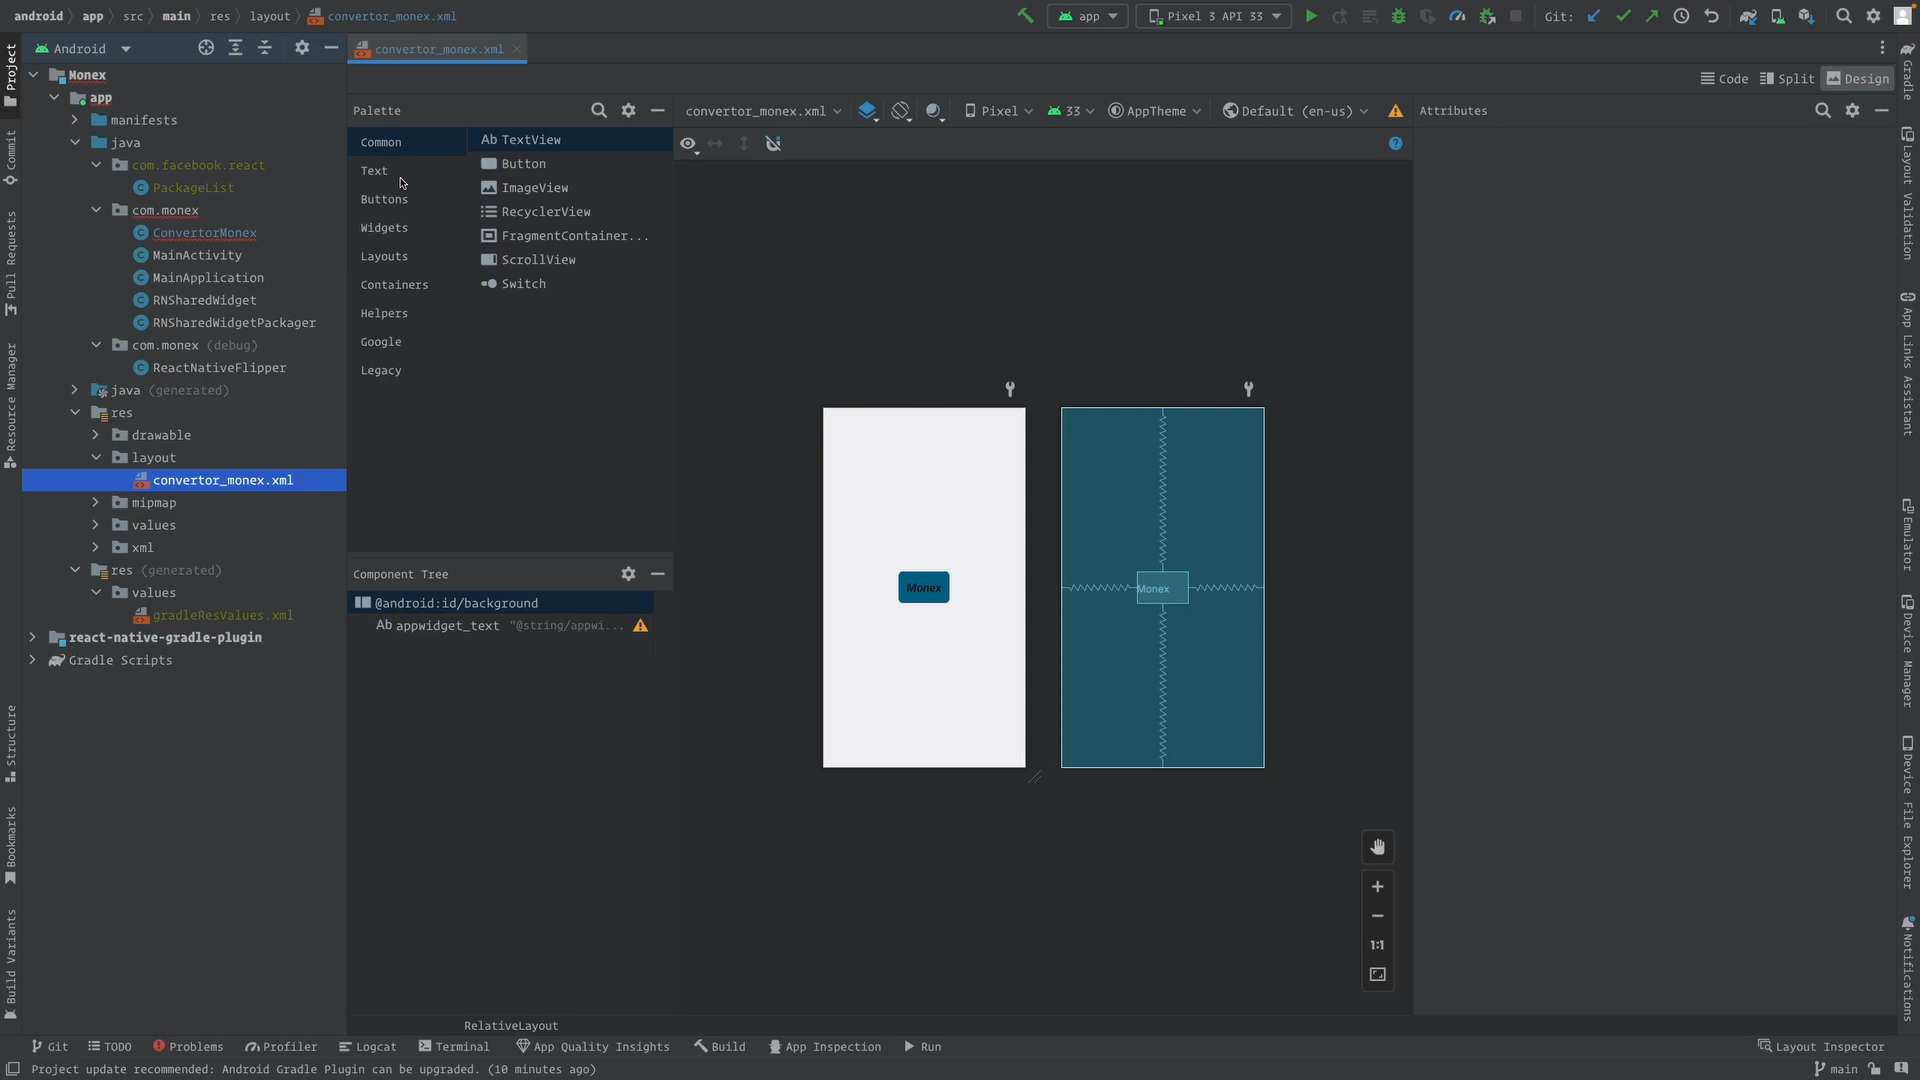 android app src main res layout convertor_monex.xml
app
Pixel 3 API 33
Git:
Android
convertor_monex.xml
Code
Split
Design
Project
Commit
Pull Requests
Resource Manager
Structure
Bookmarks
Build Variants
Monex
app
manifests
java
com.facebook.react
PackageList
com.monex
ConvertorMonex
MainActivity
MainApplication
RNSharedWidget
RNSharedWidgetPackager
com.monex (debug)
ReactNativeFlipper
java (generated)
res
drawable
layout
convertor_monex.xml
mipmap
values
xml
res (generated)
values
gradleResValues.xml
react-native-gradle-plugin
Gradle Scripts
Palette
Common
Text
Buttons
Widgets
Layouts
Containers
Helpers
Google
Legacy
Ab TextView
Button
ImageView
RecyclerView
FragmentContainer...
ScrollView
Switch
Component Tree
@android:id/background
Ab appwidget_text "@string/appwi...
RelativeLayout
convertor_monex.xml
Pixel
33
AppTheme
Default (en-us)
?
Monex
Monex
1:1
Attributes
Gradle
Layout Validation
App Links Assistant
Emulator
Device Manager
Device File Explorer
Notifications
Git
TODO
Problems
Profiler
Logcat
Terminal
App Quality Insights
Build
App Inspection
Run
Layout Inspector
Project update recommended: Android Gradle Plugin can be upgraded. (10 minutes ago)
main